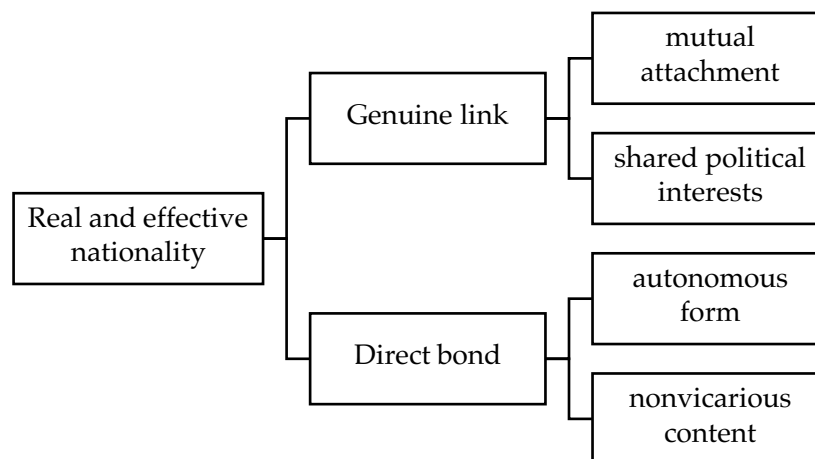 mutual
attachment
Genuine link
shared political
interests
Real and effective
nationality
autonomous
form
Direct bond
nonvicarious
content